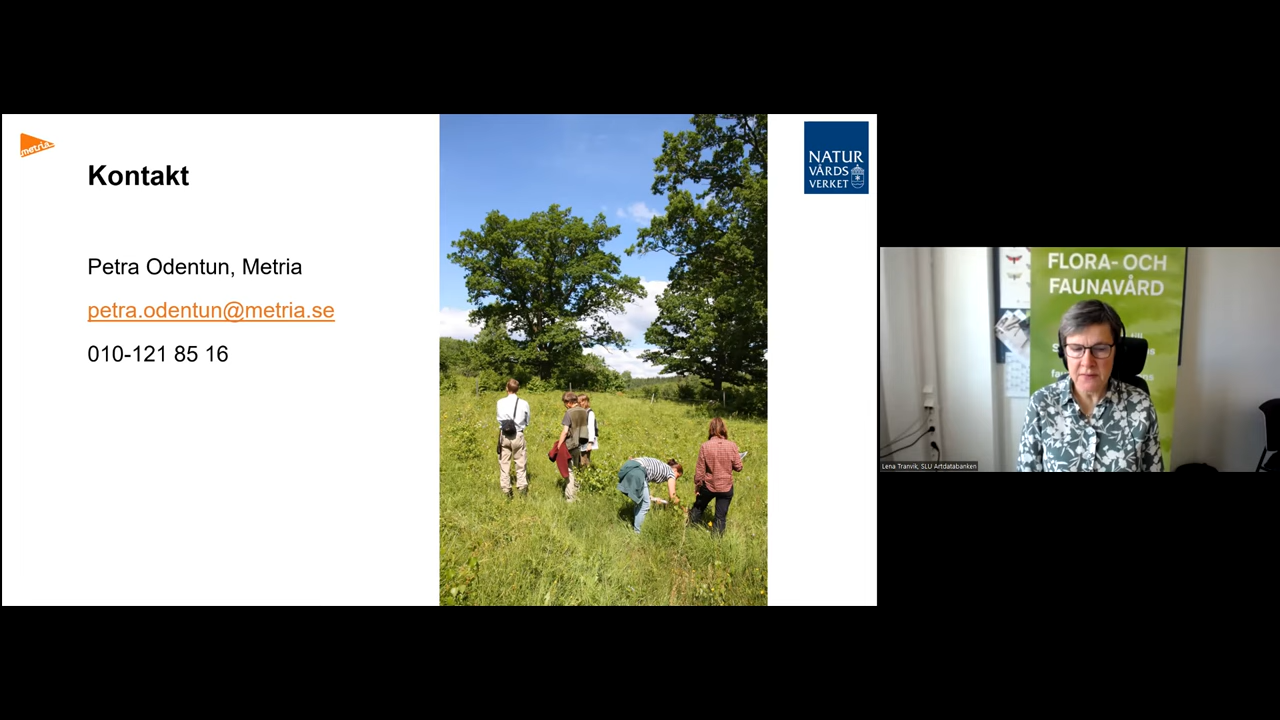 metria
Kontakt
Petra Odentun, Metria
petra.odentun@metria.se
010-121 85 16
NATUR
VÅRDS
VERKET
FLORA- OCH
FAUNAVÅRD
Lena Tranvik, SLU Artdatabanken